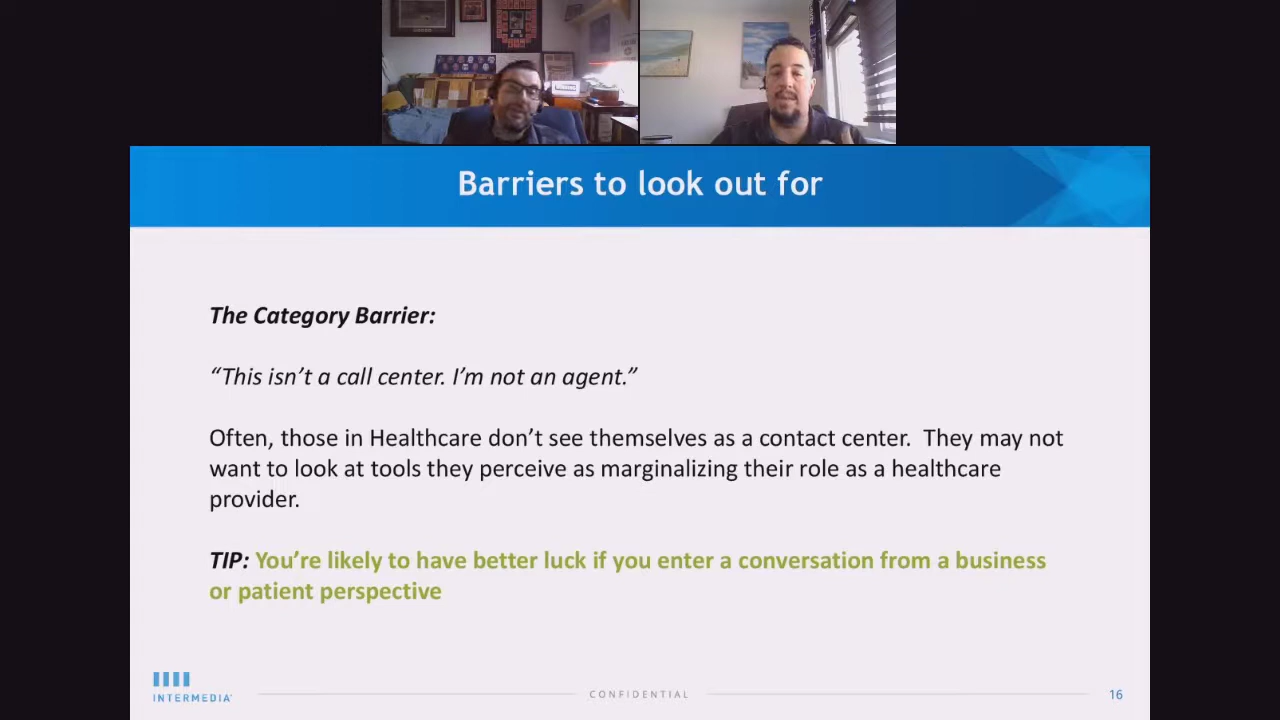 Barriers to look out for
The Category Barrier:
“This isn’t a call center. I’m not an agent.”
Often, those in Healthcare don’t see themselves as a contact center.  They may not
want to look at tools they perceive as marginalizing their role as a healthcare
provider.
TIP: You’re likely to have better luck if you enter a conversation from a business
or patient perspective
INTERMEDIA
CONFIDENTIAL
16